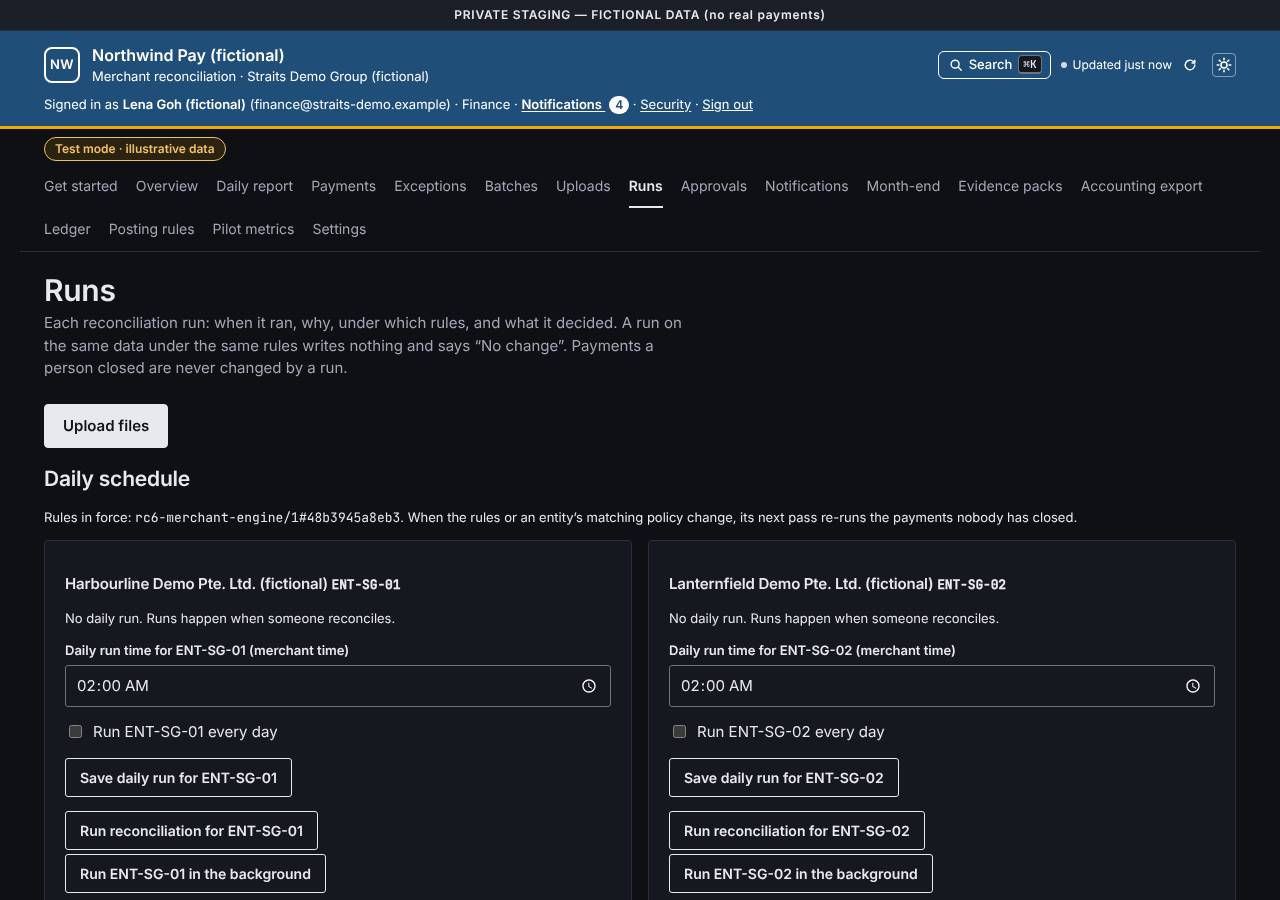 PRIVATE STAGING — FICTIONAL DATA (no real payments)
NW
Northwind Pay (fictional)
Merchant reconciliation · Straits Demo Group (fictional)
Search ⌘K
Updated just now
Signed in as Lena Goh (fictional) (finance@straits-demo.example) · Finance · Notifications 4 · Security · Sign out
Test mode · illustrative data
Get started Overview Daily report Payments Exceptions Batches Uploads Runs Approvals Notifications Month-end Evidence packs Accounting export
Ledger Posting rules Pilot metrics Settings
Runs
Each reconciliation run: when it ran, why, under which rules, and what it decided. A run on
the same data under the same rules writes nothing and says “No change”. Payments a
person closed are never changed by a run.
Upload files
Daily schedule
Rules in force: rc6-merchant-engine/1#48b3945a8eb3. When the rules or an entity’s matching policy change, its next pass re-runs the payments nobody has closed.
Harbourline Demo Pte. Ltd. (fictional) ENT-SG-01
No daily run. Runs happen when someone reconciles.
Daily run time for ENT-SG-01 (merchant time)
02:00 AM
Run ENT-SG-01 every day
Save daily run for ENT-SG-01
Run reconciliation for ENT-SG-01
Run ENT-SG-01 in the background
Lanternfield Demo Pte. Ltd. (fictional) ENT-SG-02
No daily run. Runs happen when someone reconciles.
Daily run time for ENT-SG-02 (merchant time)
02:00 AM
Run ENT-SG-02 every day
Save daily run for ENT-SG-02
Run reconciliation for ENT-SG-02
Run ENT-SG-02 in the background